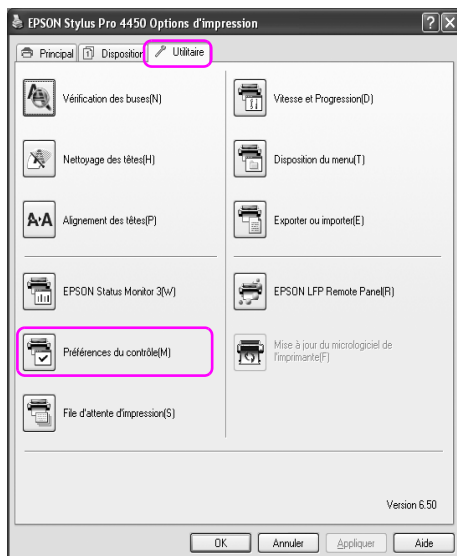 EPSON Stylus Pro 4450 Options d'impression
Principal Disposition Utilitaire
Vérification des buses(N)
Vitesse et Progression(D)
Nettoyage des têtes(H)
Disposition du menu(T)
Alignement des têtes(P)
Exporter ou importer(E)
EPSON Status Monitor 3(W)
EPSON LFP Remote Panel(R)
Préférences du contrôle(M)
Mise à jour du micrologiciel de
l'imprimante(F)
File d'attente d'impression(S)
Version 6.50
OK Annuler Appliquer Aide